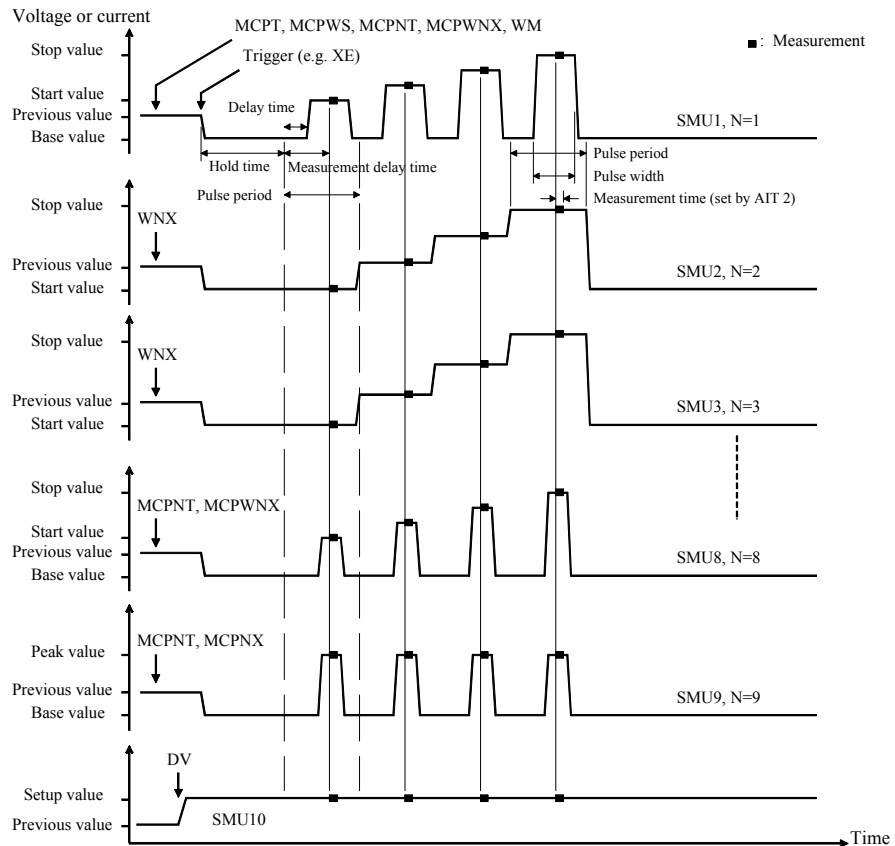 Voltage or current
MCPT, MCPWS, MCPNT, MCPWNX, WM
Stop value
■: Measurement
Trigger (e.g. XE)
Start value
Delay time
Previous value
Base value
SMU1, N=1
Hold time
Measurement delay time
Pulse period
Pulse period
Pulse width
Stop value
Measurement time (set by AIT 2)
WNX
Previous value
Start value
SMU2, N=2
Stop value
WNX
Previous value
Start value
SMU3, N=3
Stop value
MCPNT, MCPWNX
Start value
Previous value
Base value
SMU8, N=8
Peak value
MCPNT, MCPNX
Previous value
Base value
SMU9, N=9
DV
Setup value
Previous value
SMU10
Time